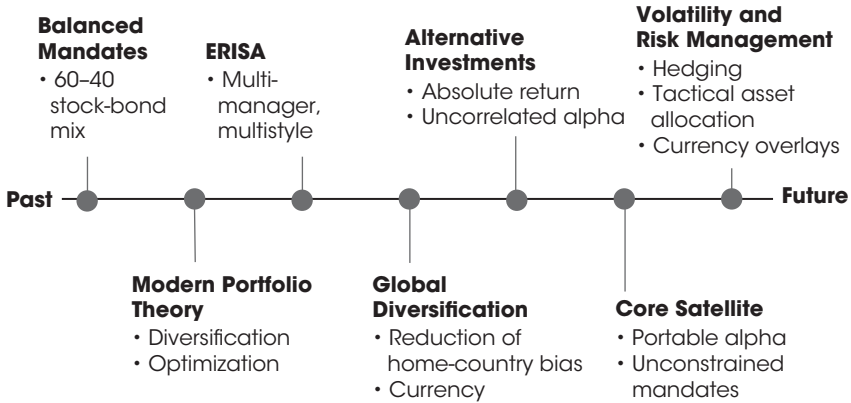 Balanced
Mandates
• 60–40
stock-bond
mix
ERISA
• Multi-
manager,
multistyle
Alternative
Investments
• Absolute return
• Uncorrelated alpha
Volatility and
Risk Management
• Hedging
• Tactical asset
allocation
• Currency overlays
Past
Future
Modern Portfolio
Theory
• Diversification
• Optimization
Global
Diversification
• Reduction of
home-country bias
• Currency
Core Satellite
• Portable alpha
• Unconstrained
mandates